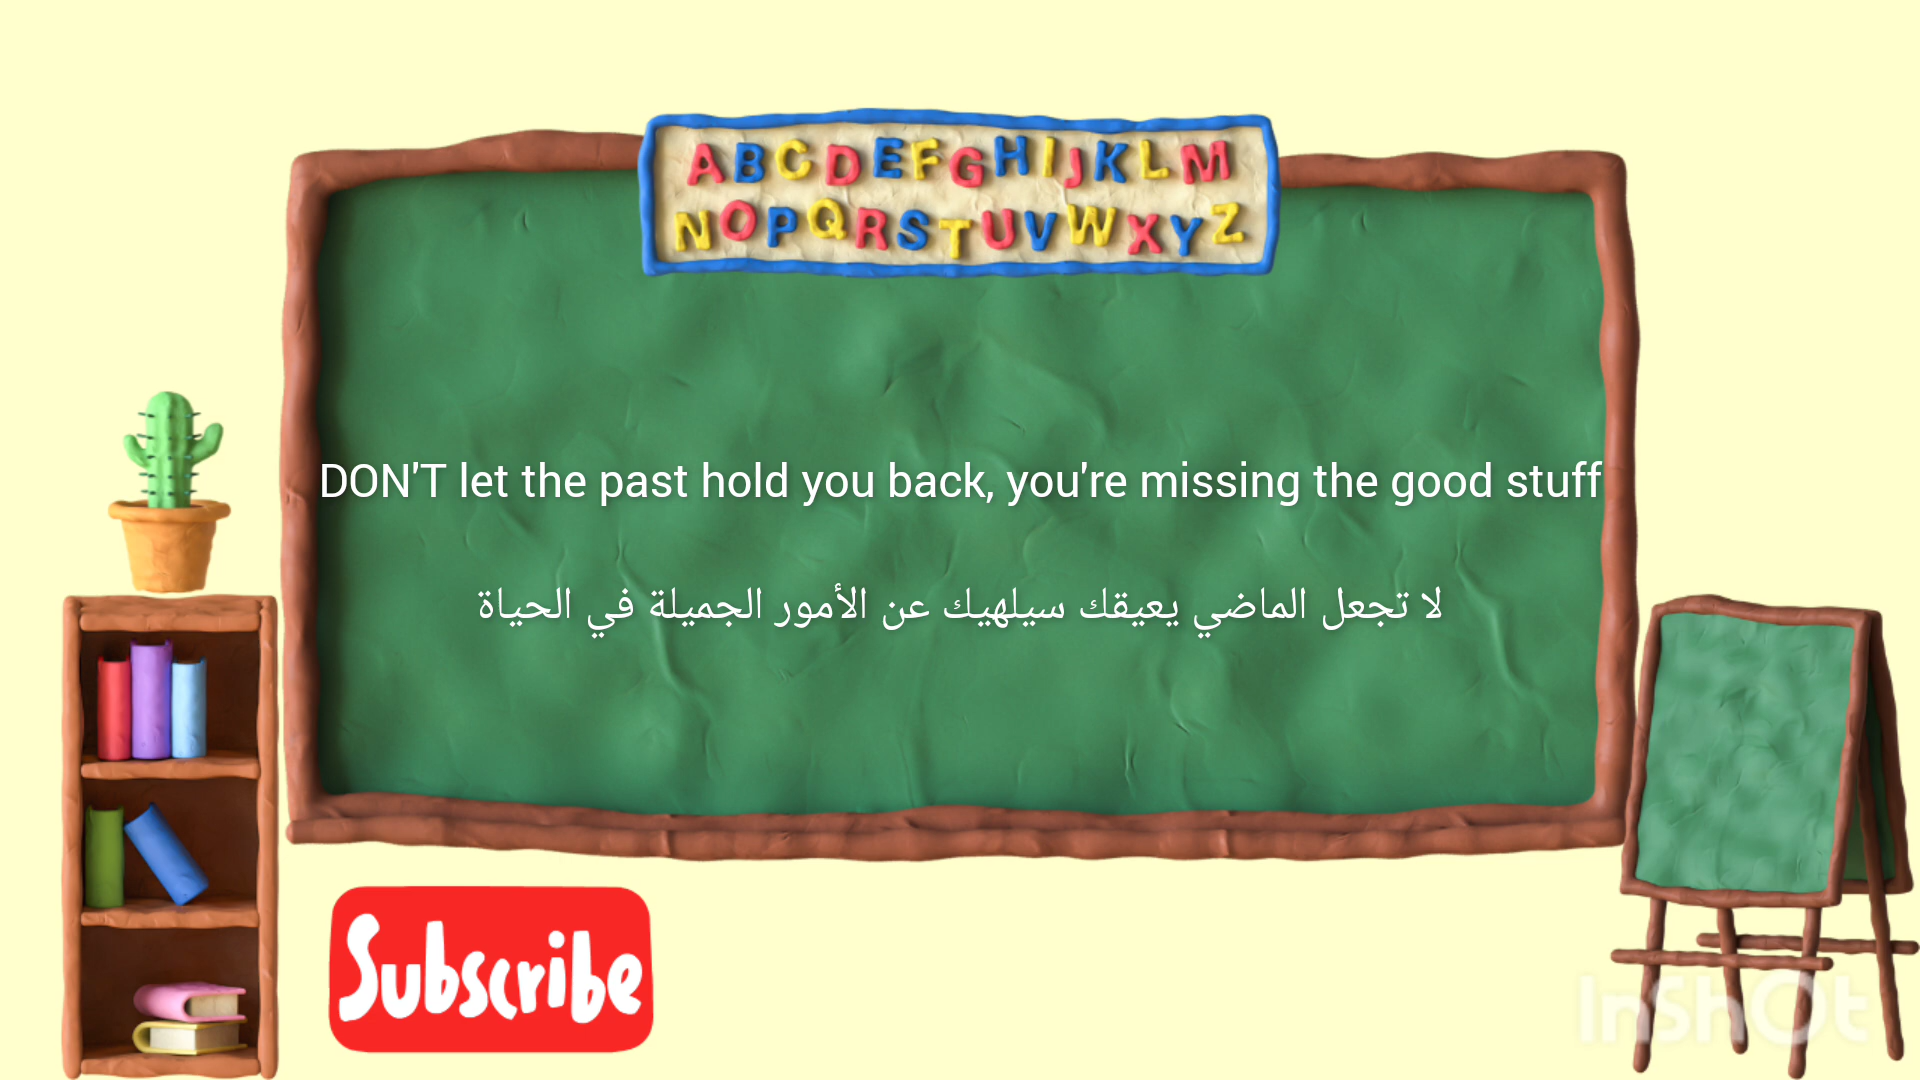 ABCDEFGHIJKLM
NOPQRSTUVWXYZ
DON'T let the past hold you back, you're missing the good stuff
لا تجعل الماضي يعيقك سيلهيك عن الأمور الجميلة في الحياة
Subscribe
InShOt